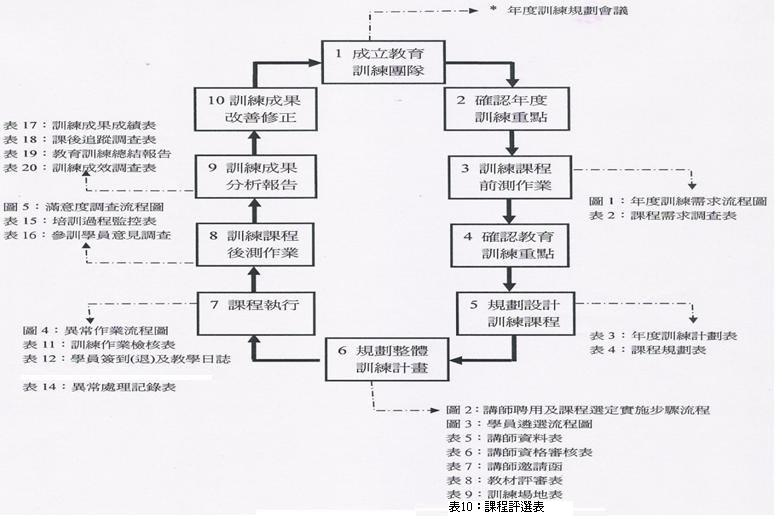 * 年度訓練規劃會議
1 成立教育
訓練團隊
2 確認年度
訓練重點
3 訓練課程
前測作業
圖 1：年度訓練需求流程圖
表 2：課程需求調查表
4 確認教育
訓練重點
5 規劃設計
訓練課程
表 3：年度訓練計劃表
表 4：課程規劃表
6 規劃整體
訓練計畫
圖 2：講師聘用及課程選定實施步驟流程
圖 3：學員遴選流程圖
表 5：講師資料表
表 6：講師資格審核表
表 7：講師邀請函
表 8：教材評審表
表 9：訓練場地表
表10：課程評選表
7 課程執行
圖 4：異常作業流程圖
表 11：訓練作業檢核表
表 12：學員簽到(退)及教學日誌
表 14：異常處理記錄表
8 訓練課程
後測作業
圖 5：滿意度調查流程圖
表 15：培訓過程監控表
表 16：參訓學員意見調查
9 訓練成果
分析報告
表 17：訓練成果成績表
表 18：課後追蹤調查表
表 19：教育訓練總結報告
表 20：訓練成效調查表
10 訓練成果
改善修正